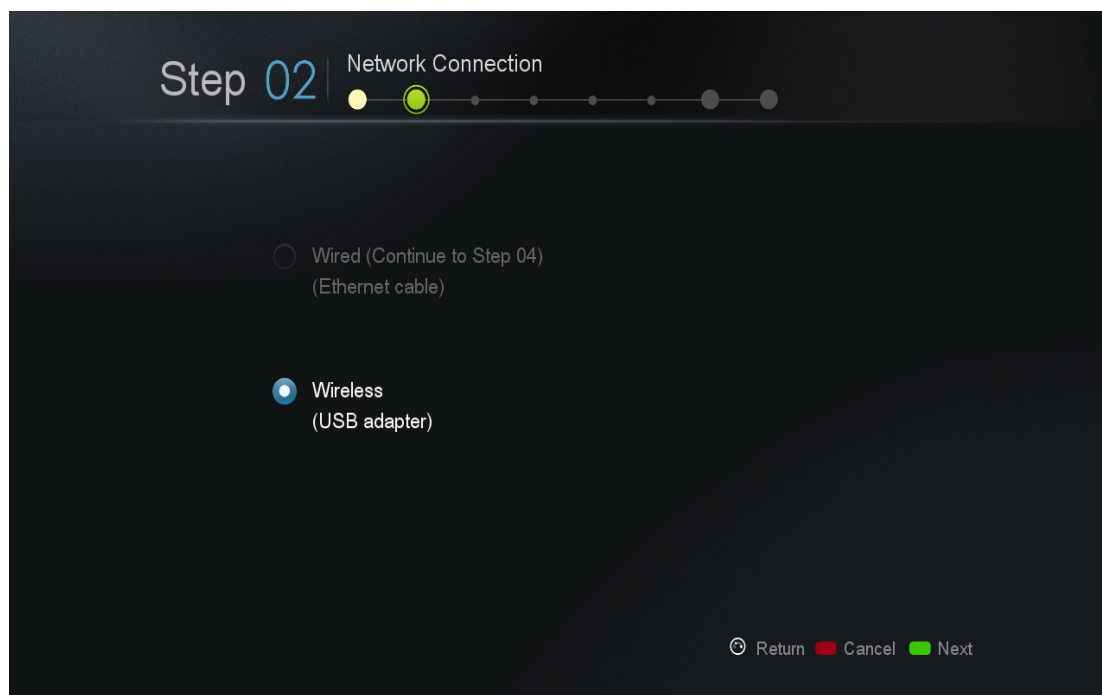 Step 02
Network Connection
Wired (Continue to Step 04)
(Ethernet cable)
Wireless
(USB adapter)
Return Cancel Next